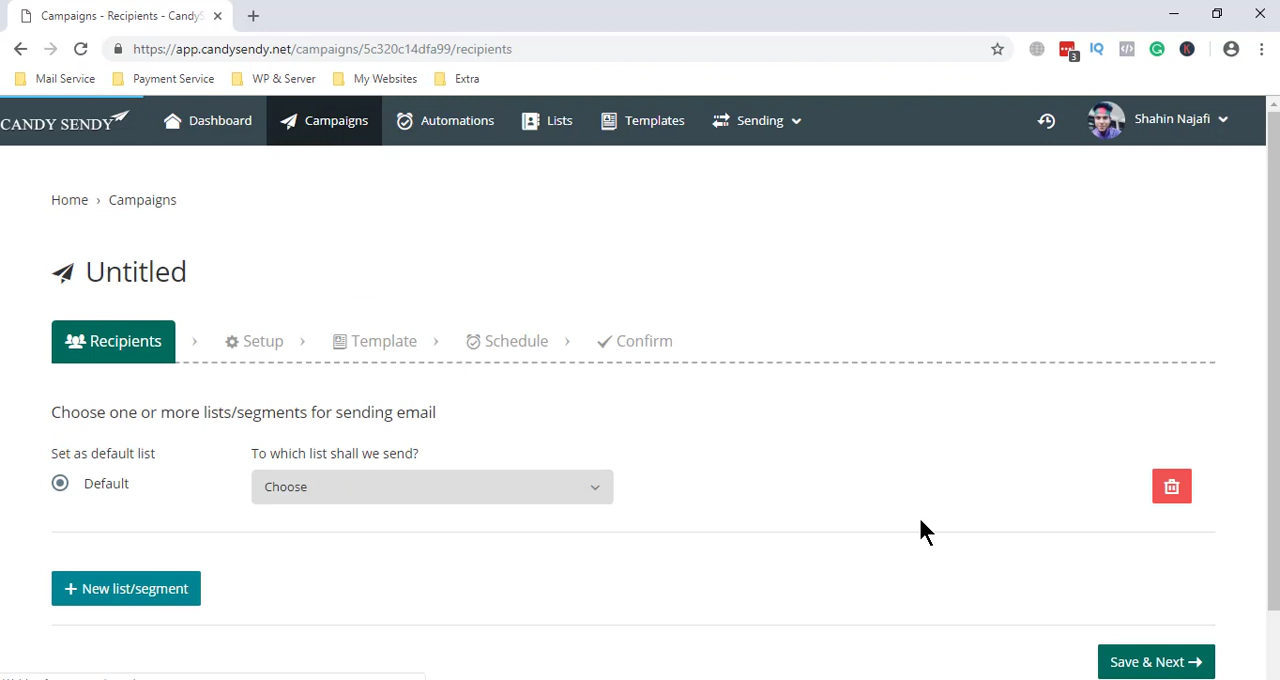 Campaigns - Recipients - CandyS
https://app.candysendy.net/campaigns/5c320c14dfa99/recipients
3
IQ
K
Mail Service
Payment Service
WP & Server
My Websites
Extra
CANDY SENDY
Dashboard
Campaigns
Automations
Lists
Templates
Sending
Shahin Najafi
Home › Campaigns
Untitled
Recipients
Setup
Template
Schedule
Confirm
Choose one or more lists/segments for sending email
Set as default list
To which list shall we send?
Default
Choose
+ New list/segment
Save & Next →